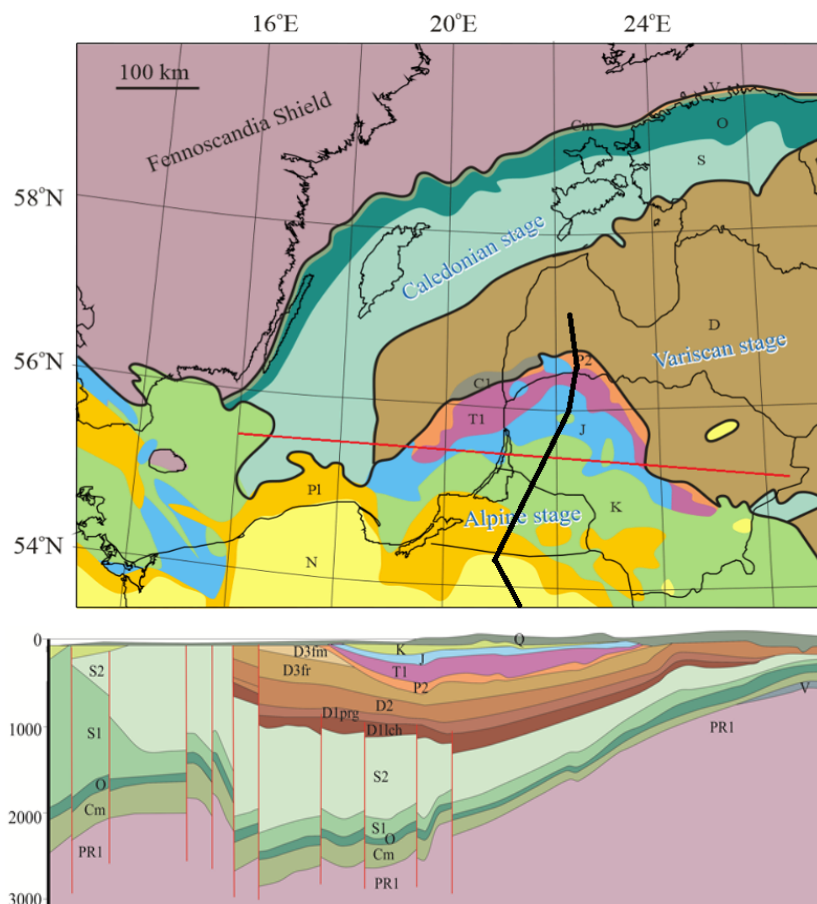 16°E 20°E 24°E
100 km
Fennoscandia Shield
V
Cm
O
S
58°N
Caledonian stage
D
56°N
P2
Variscan stage
C1
T1
J
Pl
K
Alpine stage
54°N
N
0
Q
D3fm
K
J
S2
D3fr
T1
P2
V
D2
D1prg
1000
D1lch
PR1
S1
S2
O
Cm
2000
S1
O
PR1
Cm
PR1
3000